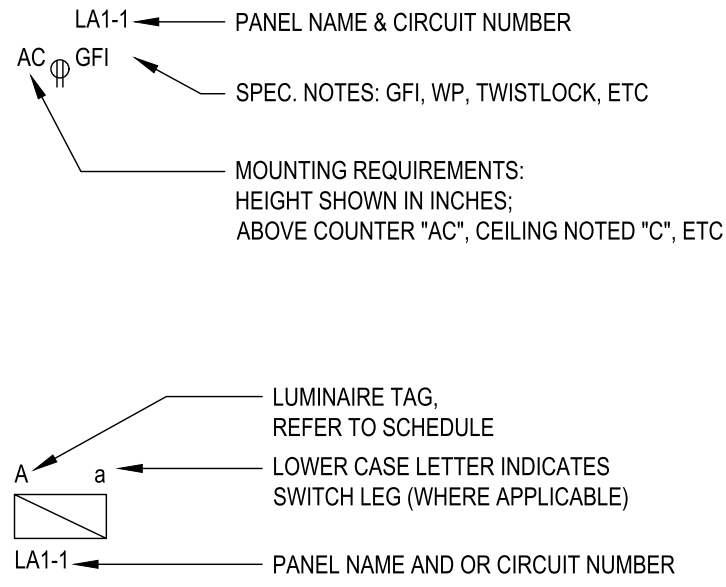 LA1-1 PANEL NAME & CIRCUIT NUMBER
AC GFI
SPEC. NOTES: GFI, WP, TWISTLOCK, ETC
MOUNTING REQUIREMENTS:
HEIGHT SHOWN IN INCHES;
ABOVE COUNTER "AC", CEILING NOTED "C", ETC
LUMINAIRE TAG,
REFER TO SCHEDULE
A a LOWER CASE LETTER INDICATES
SWITCH LEG (WHERE APPLICABLE)
LA1-1 PANEL NAME AND OR CIRCUIT NUMBER